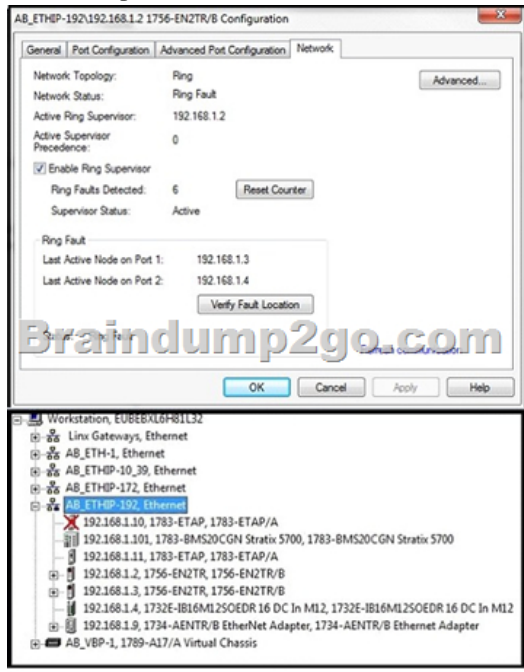 AB_ETHIP-192\192.168.1.2 1756-EN2TR/B Configuration
General Port Configuration Advanced Port Configuration Network
Network Topology: Ring
Advanced...
Network Status: Ring Fault
Active Ring Supervisor: 192.168.1.2
Active Supervisor Precedence: 0
Enable Ring Supervisor
Ring Faults Detected: 6 Reset Counter
Supervisor Status: Active
Ring Fault
Last Active Node on Port 1: 192.168.1.3
Last Active Node on Port 2: 192.168.1.4
Verify Fault Location
Braindump2go.com
OK Cancel Apply Help
Workstation, EUBEBXL6H81L32
Linx Gateways, Ethernet
AB_ETH-1, Ethernet
AB_ETHIP-10_39, Ethernet
AB_ETHIP-172, Ethernet
AB_ETHIP-192, Ethernet
192.168.1.10, 1783-ETAP, 1783-ETAP/A
192.168.1.101, 1783-BMS20CGN Stratix 5700, 1783-BMS20CGN Stratix 5700
192.168.1.11, 1783-ETAP, 1783-ETAP/A
192.168.1.2, 1756-EN2TR, 1756-EN2TR/B
192.168.1.3, 1756-EN2TR, 1756-EN2TR/B
192.168.1.4, 1732E-IB16M12SOEDR 16 DC In M12, 1732E-IB16M12SOEDR 16 DC In M12
192.168.1.9, 1734-AENTR/B EtherNet Adapter, 1734-AENTR/B Ethernet Adapter
AB_VBP-1, 1789-A17/A Virtual Chassis